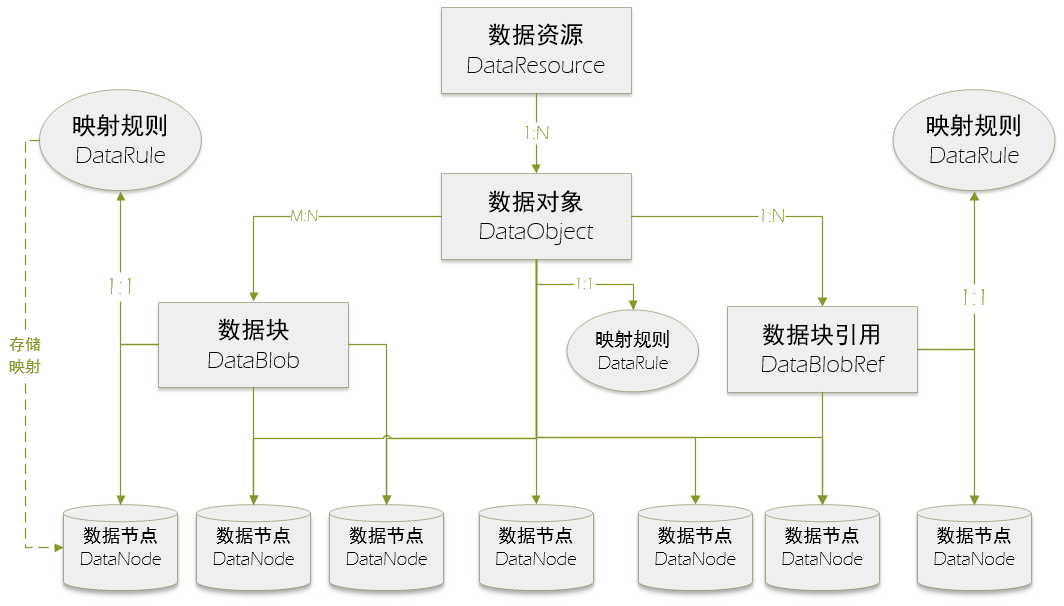 数据资源
DataResource
1:N
映射规则
DataRule
映射规则
DataRule
数据对象
DataObject
M:N
1:N
1:1
1:1
1:1
数据块
DataBlob
映射规则
DataRule
数据块引用
DataBlobRef
存储
映射
数据节点
DataNode
数据节点
DataNode
数据节点
DataNode
数据节点
DataNode
数据节点
DataNode
数据节点
DataNode
数据节点
DataNode